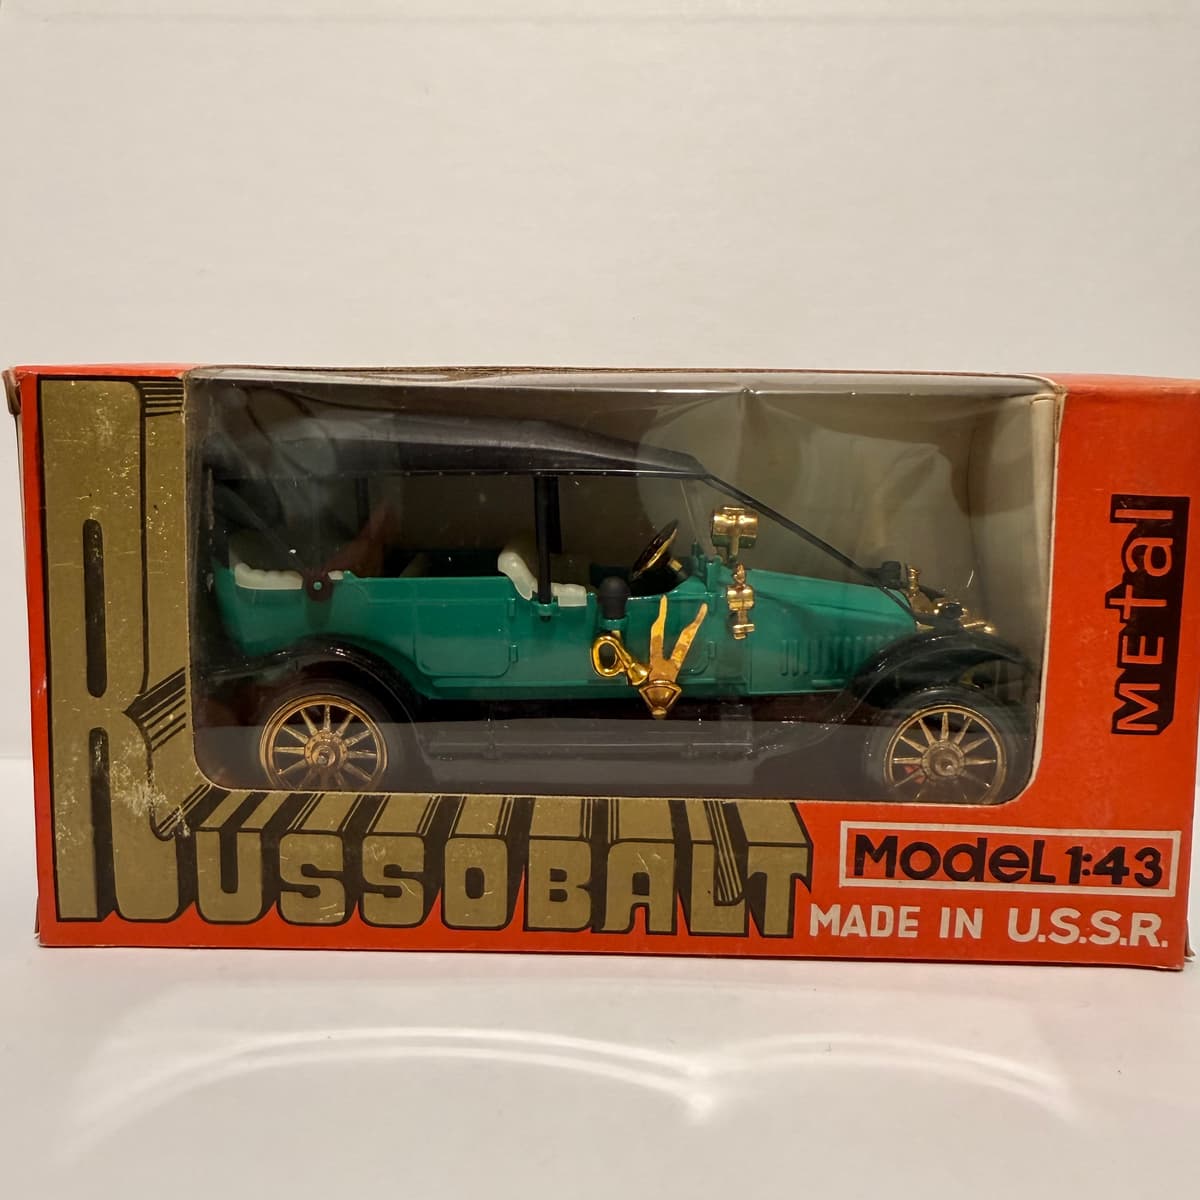 RUSSOBALT
Metal
Model 1:43
MADE IN U.S.S.R.